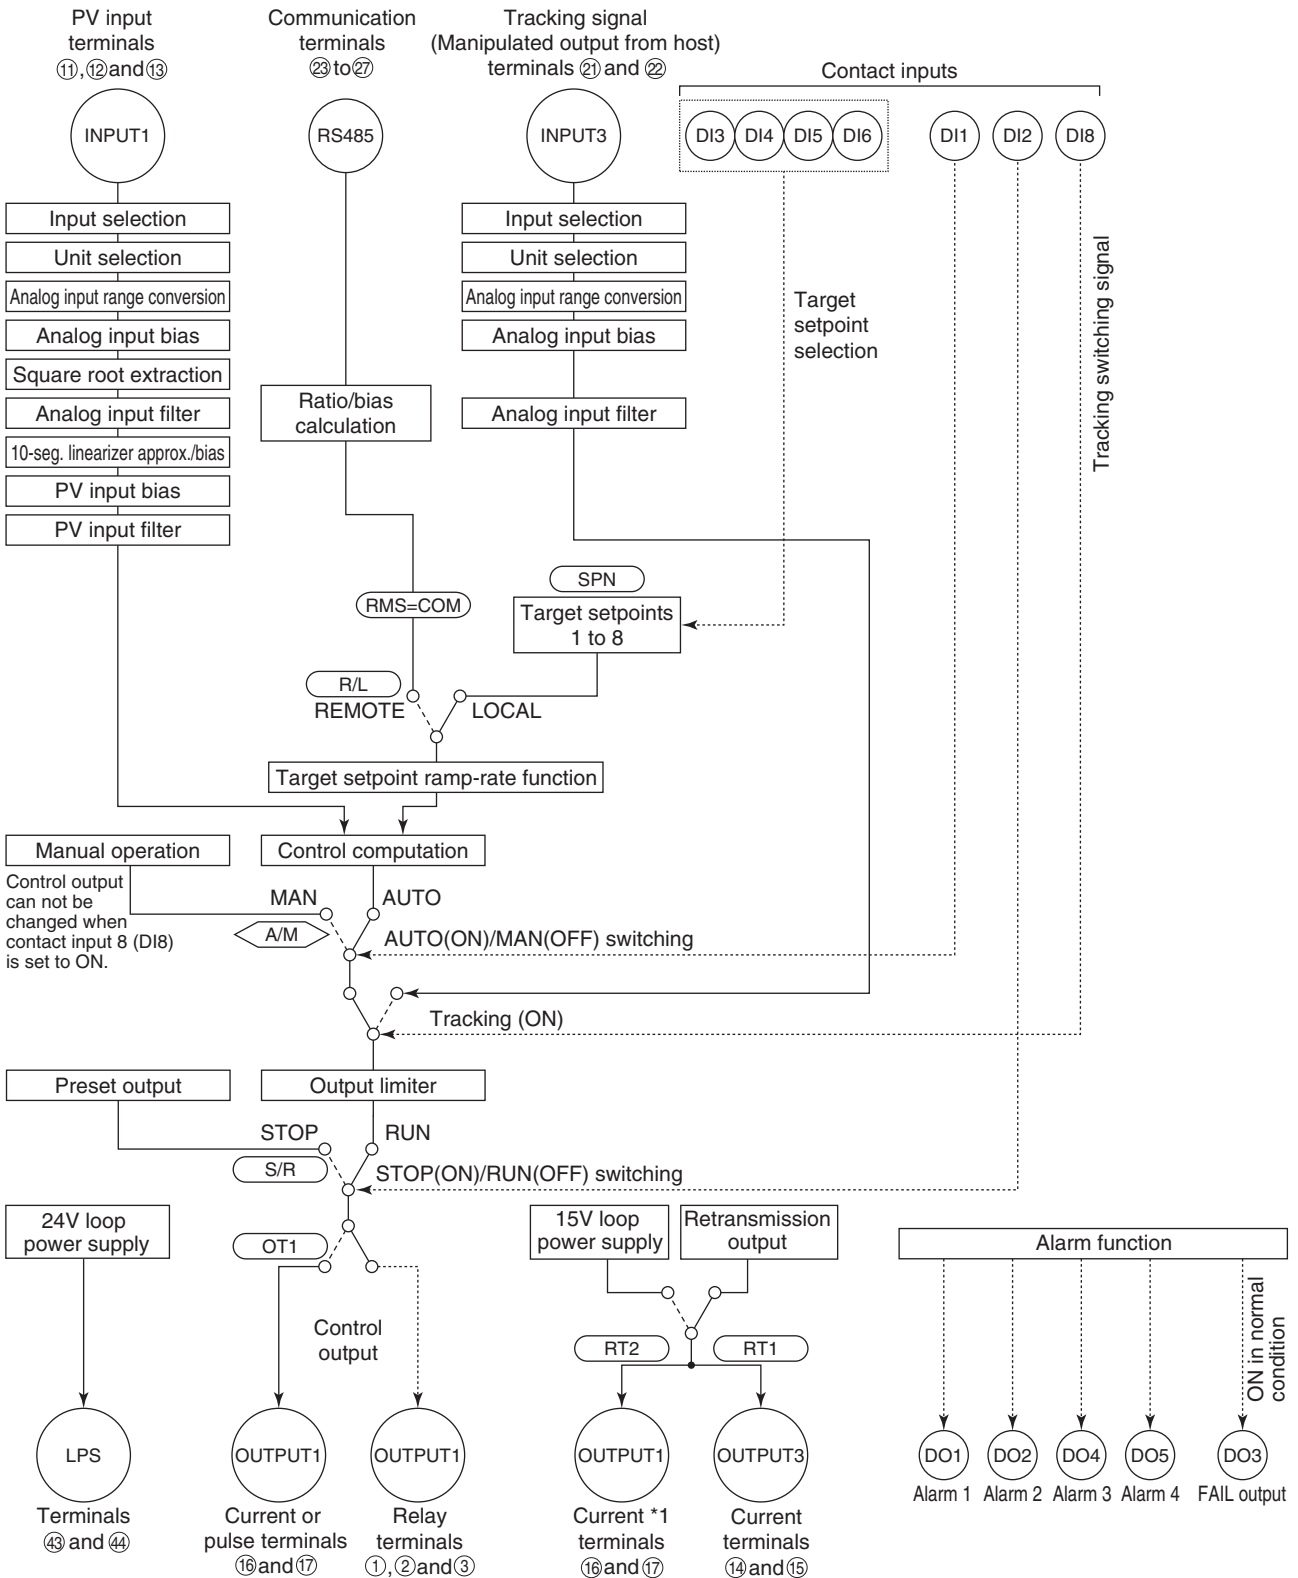 PV input
terminals
⑪,⑫and⑬
Communication
terminals
㉓to㉗
Tracking signal
(Manipulated output from host)
terminals ㉑ and ㉒
Contact inputs
INPUT1
RS485
INPUT3
DI3
DI4
DI5
DI6
DI1
DI2
DI8
Input selection
Unit selection
Analog input range conversion
Analog input bias
Square root extraction
Analog input filter
10-seg. linearizer approx./bias
PV input bias
PV input filter
Ratio/bias
calculation
Input selection
Unit selection
Analog input range conversion
Analog input bias
Analog input filter
Target
setpoint
selection
Tracking switching signal
SPN
RMS=COM
Target setpoints
1 to 8
R/L
REMOTE
LOCAL
Target setpoint ramp-rate function
Manual operation
Control computation
Control output
can not be
changed when
contact input 8 (DI8)
is set to ON.
MAN
AUTO
A/M
AUTO(ON)/MAN(OFF) switching
Tracking (ON)
Preset output
Output limiter
STOP
RUN
S/R
STOP(ON)/RUN(OFF) switching
24V loop
power supply
OT1
Control
output
15V loop
power supply
Retransmission
output
RT2
RT1
Alarm function
ON in normal
condition
LPS
OUTPUT1
OUTPUT1
OUTPUT1
OUTPUT3
DO1
DO2
DO4
DO5
DO3
Alarm 1
Alarm 2
Alarm 3
Alarm 4
FAIL output
Terminals
㊸ and ㊹
Current or
pulse terminals
⑯and⑰
Relay
terminals
①,②and③
Current *1
terminals
⑯and⑰
Current
terminals
⑭and⑮